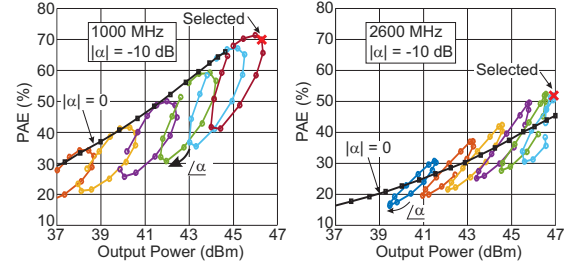 80
70
60
50
40
30
20
10
PAE (%)
1000 MHz
|α| = -10 dB
Selected
|α| = 0
∠α
37 39 41 43 45 47
Output Power (dBm)
80
70
60
50
40
30
20
10
PAE (%)
2600 MHz
|α| = -10 dB
Selected
|α| = 0
∠α
37 39 41 43 45 47
Output Power (dBm)